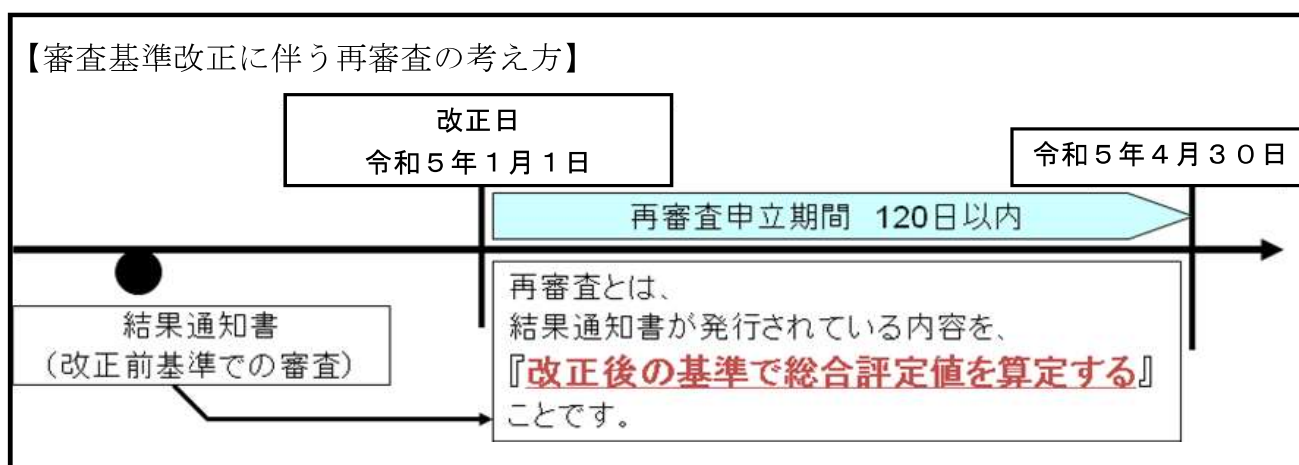 【審査基準改正に伴う再審査の考え方】
改正日
令和５年１月１日
令和５年４月３０日
再審査申立期間 120日以内
結果通知書
(改正前基準での審査)
再審査とは、
結果通知書が発行されている内容を、
『改正後の基準で総合評定値を算定する』
ことです。